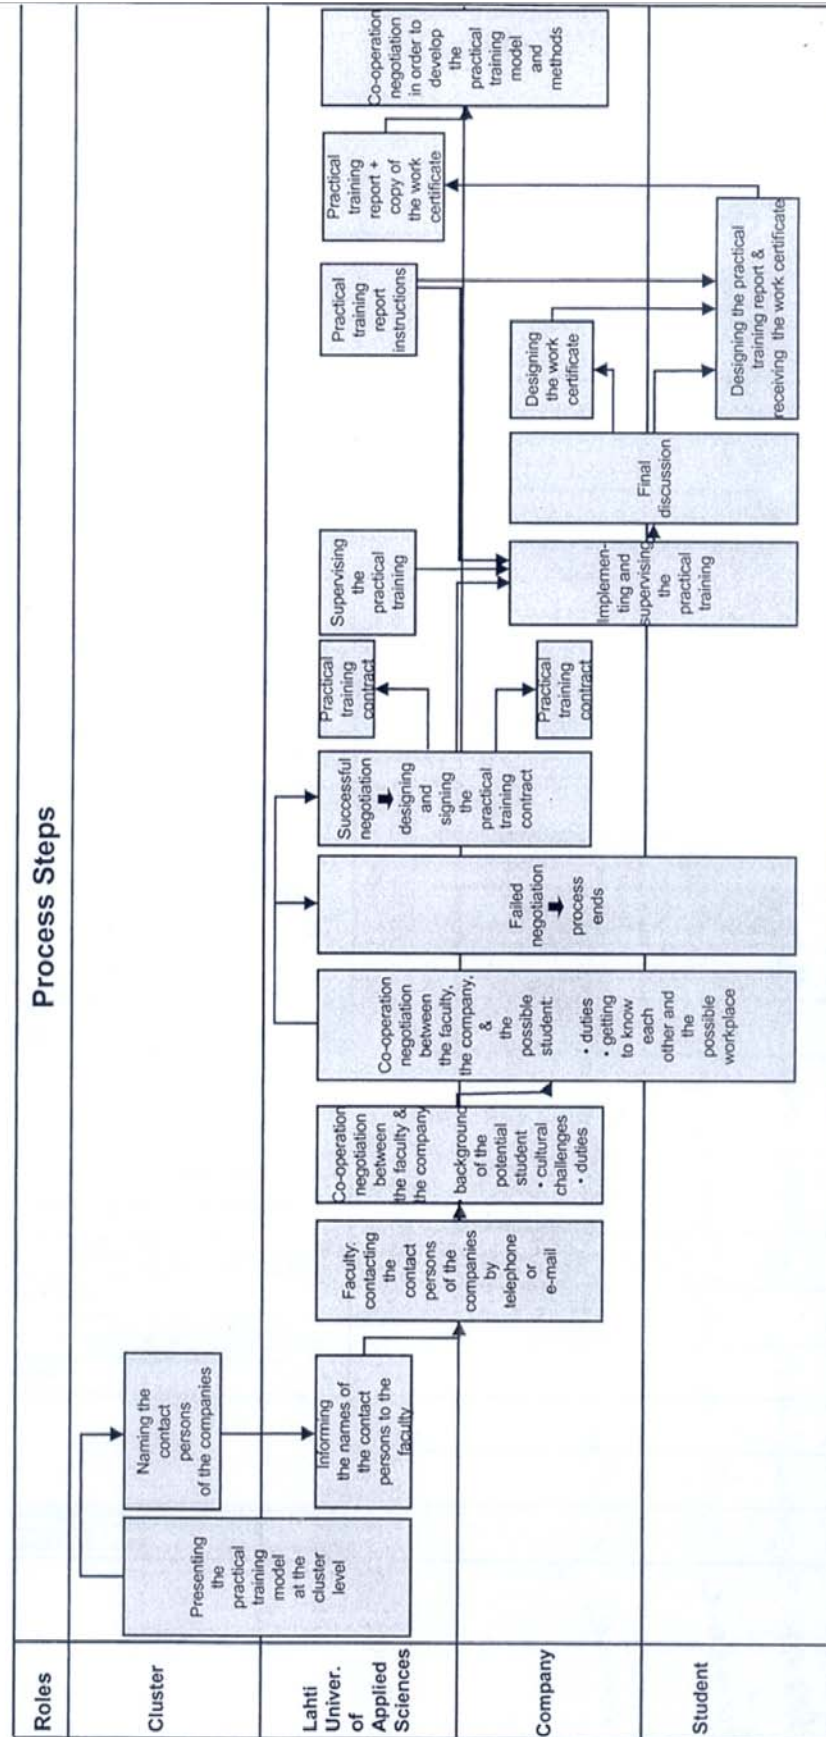 Process Steps
Roles
Cluster
Lahti
Univer.
of
Applied
Sciences
Company
Student
Presenting
the
practical
training
model
at the
cluster
level
Naming the
contact
persons
of the companies
Informing
the names of
the contact
persons to the
faculty
Faculty:
contacting
the
contact
persons
of the
companies
by
telephone
or
e-mail
Co-operation
negotiation
between
the faculty &
the company
background
of the
potential
student
• cultural
challenges
• duties
Co-operation
negotiation
between
the faculty,
the company,
&
the
possible
student:
• duties
• getting
to know
each
other and
the
possible
workplace
Failed
negotiation
process
ends
Successful
negotiation
designing
and
signing
the
practical
training
contract
Practical
training
contract
Practical
training
contract
Supervising
the
practical
training
Implemen-
ting and
supervising
the
practical
training
Final
discussion
Practical
training
report
instructions
Designing
the work
certificate
Designing the practical
training report &
receiving the work certificate
Practical
training
report +
copy of
the work
certificate
Co-operation
negotiation
in order to
develop
the
practical
training
model
and
methods